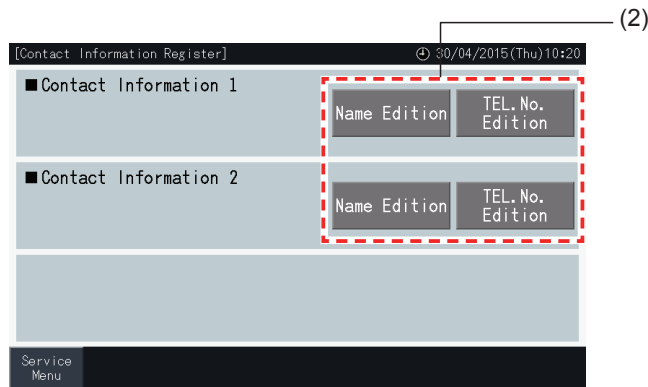 (2)
[Contact Information Register] 30/04/2015(Thu)10:20
■Contact Information 1
Name Edition
TEL.No.
Edition
■Contact Information 2
Name Edition
TEL.No.
Edition
Service
Menu